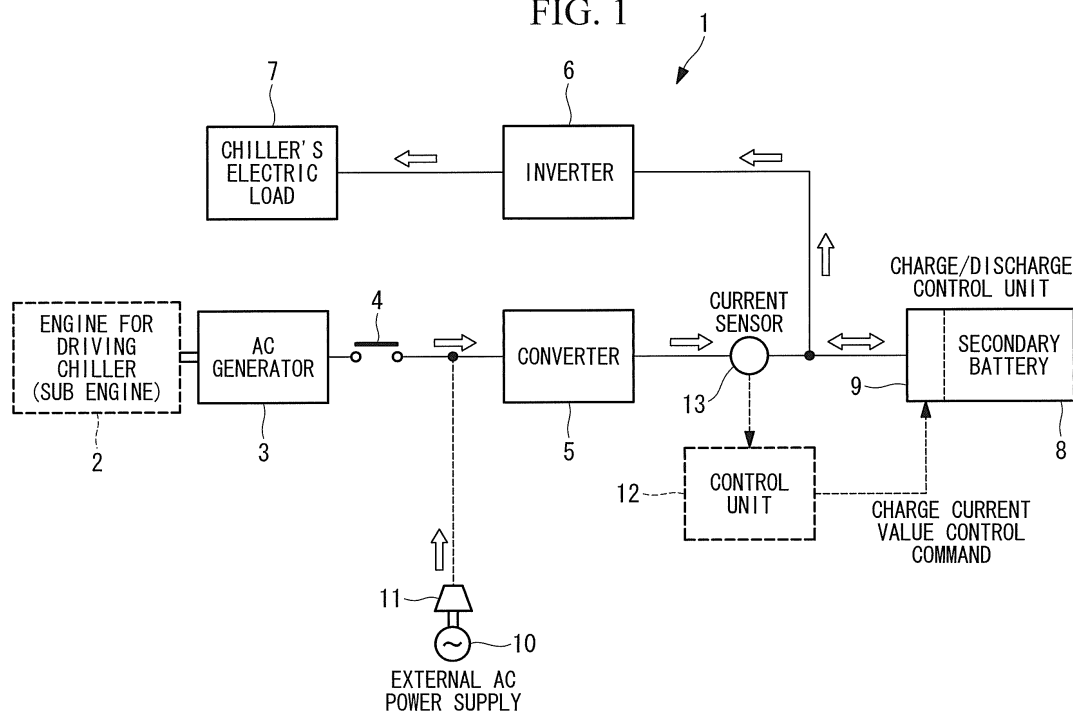 FIG. 1
1
7
6
CHILLER'S
ELECTRIC
LOAD
INVERTER
CHARGE/DISCHARGE
CONTROL UNIT
4
CURRENT
SENSOR
ENGINE FOR
DRIVING
CHILLER
(SUB ENGINE)
AC
GENERATOR
CONVERTER
SECONDARY
BATTERY
9
13
2
3
5
8
12
CONTROL
UNIT
CHARGE CURRENT
VALUE CONTROL
COMMAND
11
10
EXTERNAL AC
POWER SUPPLY